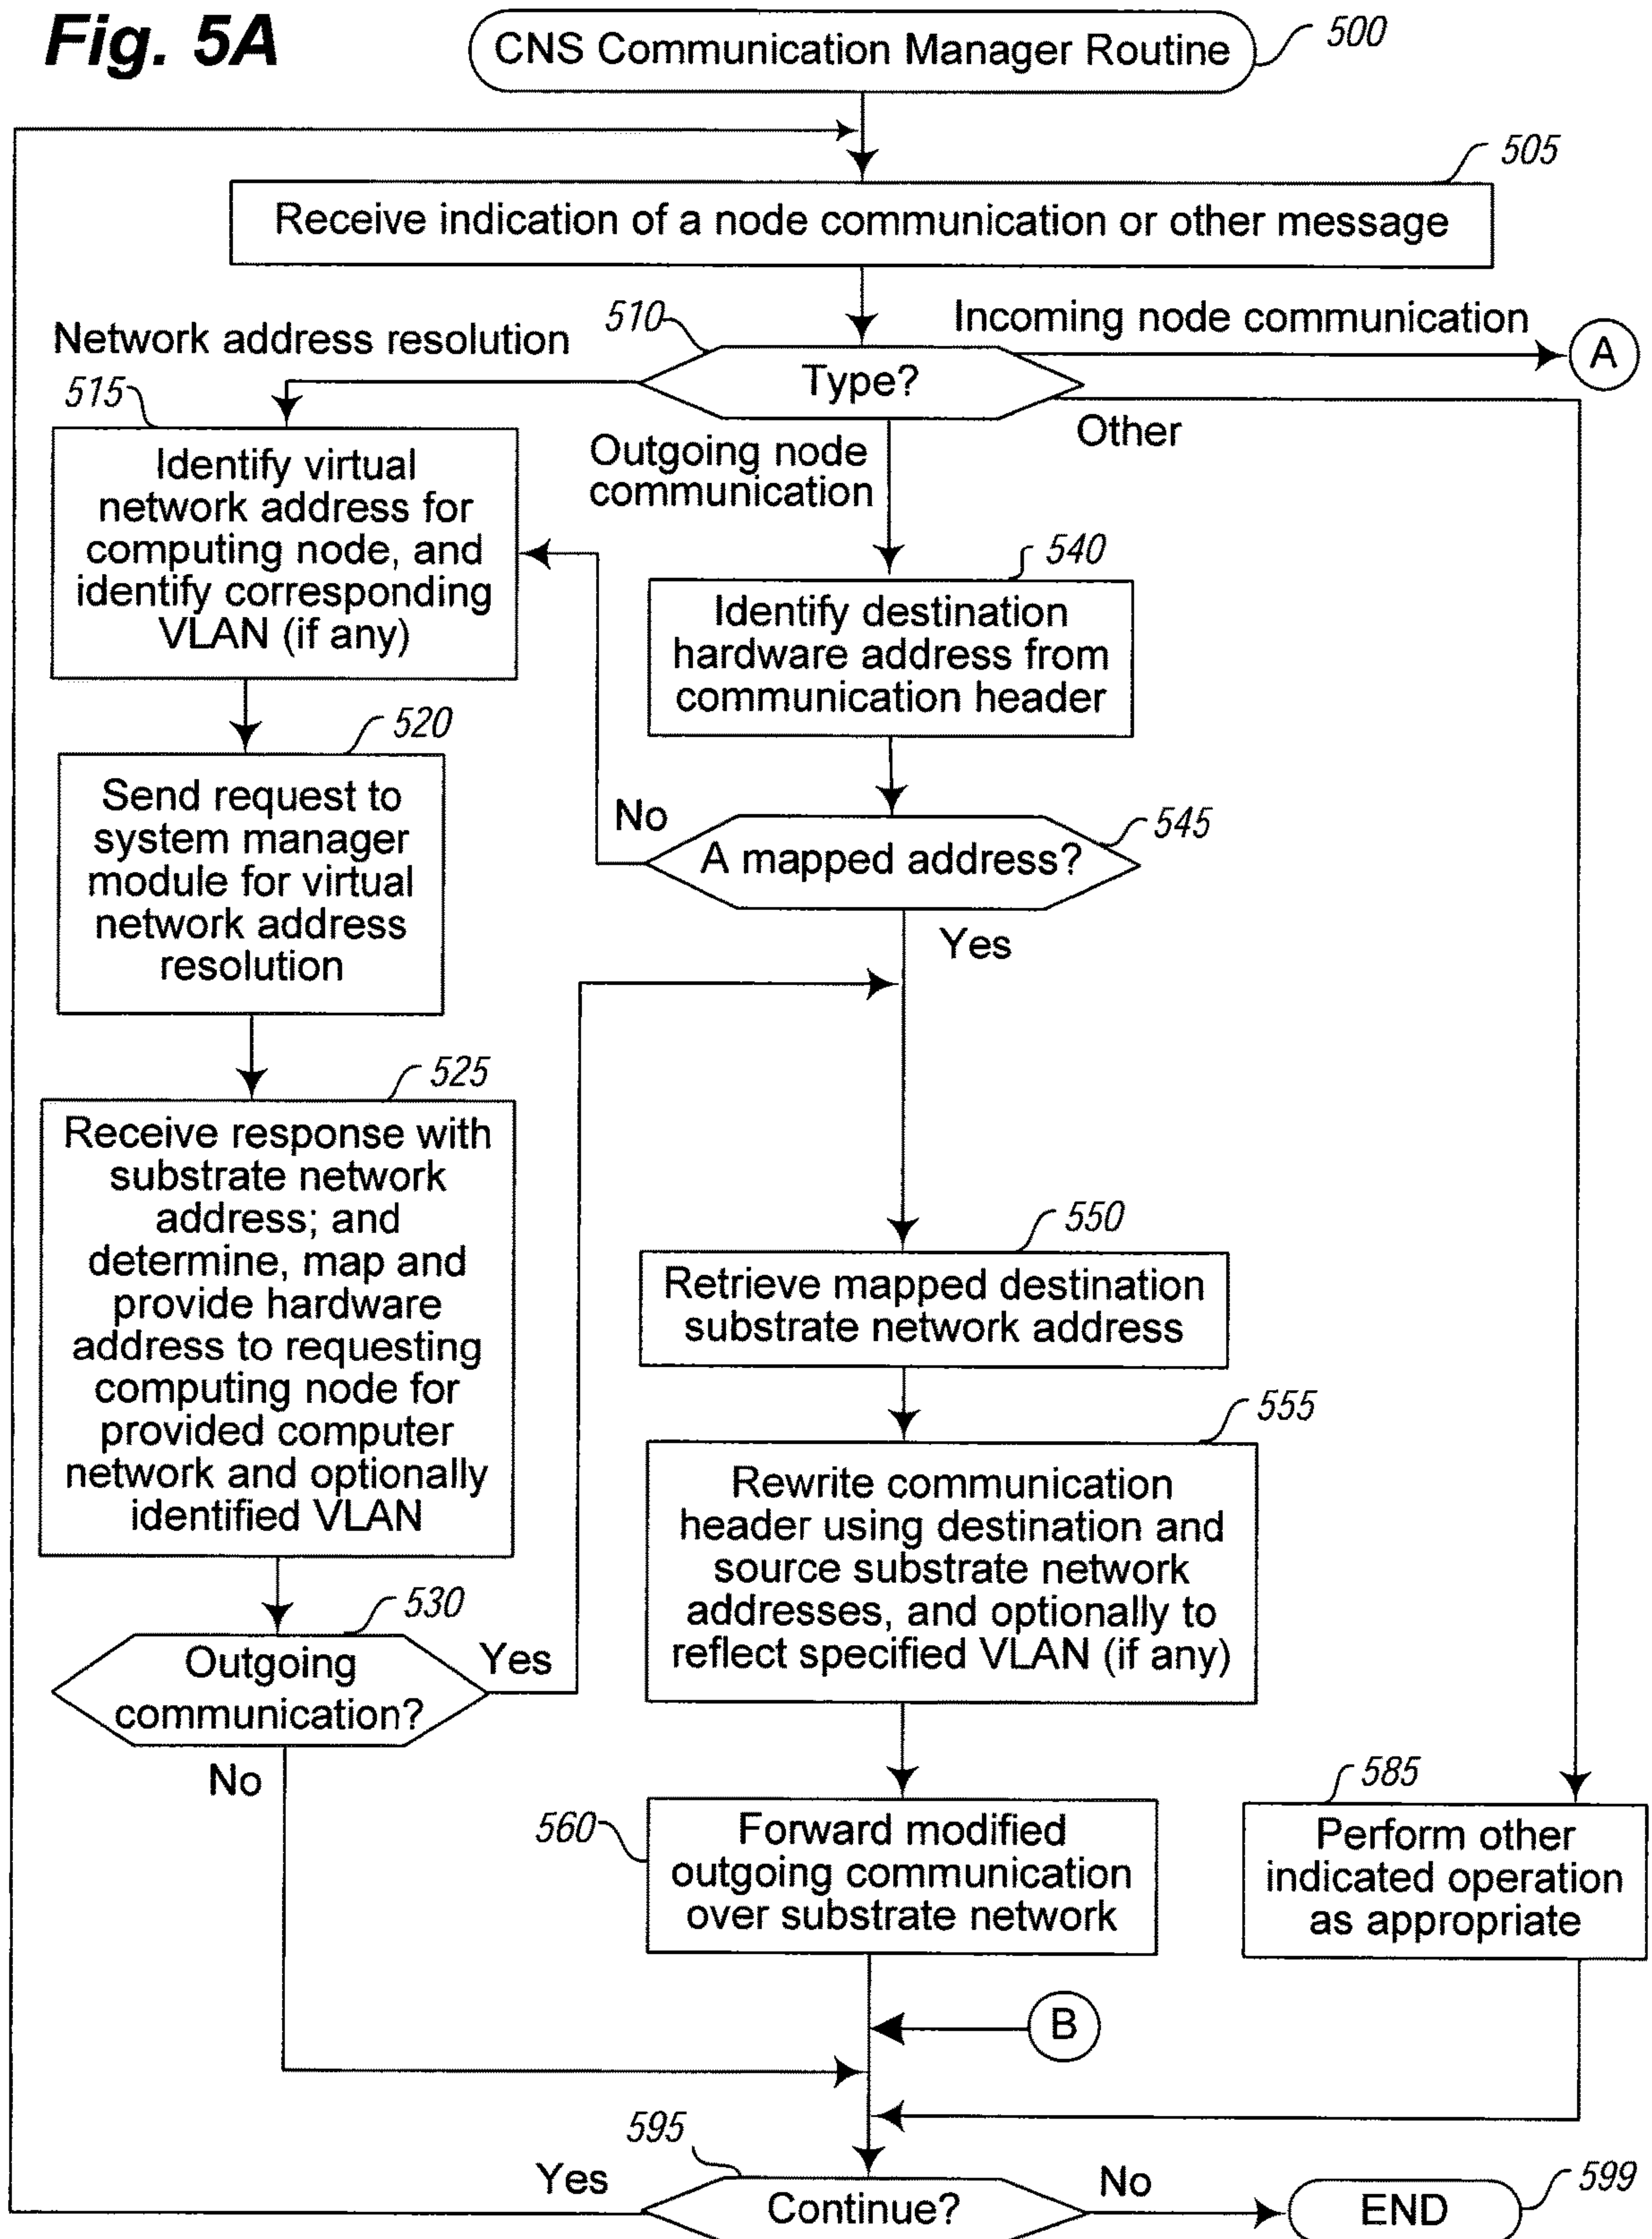 Fig. 5A
CNS Communication Manager Routine
500
505
Receive indication of a node communication or other message
Network address resolution
510
Incoming node communication
A
Type?
Other
515
Identify virtual
network address for
computing node, and
identify corresponding
VLAN (if any)
Outgoing node
communication
540
Identify destination
hardware address from
communication header
520
Send request to
system manager
module for virtual
network address
resolution
No
545
A mapped address?
Yes
525
Receive response with
substrate network
address; and
determine, map and
provide hardware
address to requesting
computing node for
provided computer
network and optionally
identified VLAN
550
Retrieve mapped destination
substrate network address
555
Rewrite communication
header using destination and
source substrate network
addresses, and optionally to
reflect specified VLAN (if any)
530
Outgoing
communication?
Yes
No
560
Forward modified
outgoing communication
over substrate network
585
Perform other
indicated operation
as appropriate
B
595
Yes
Continue?
No
END
599